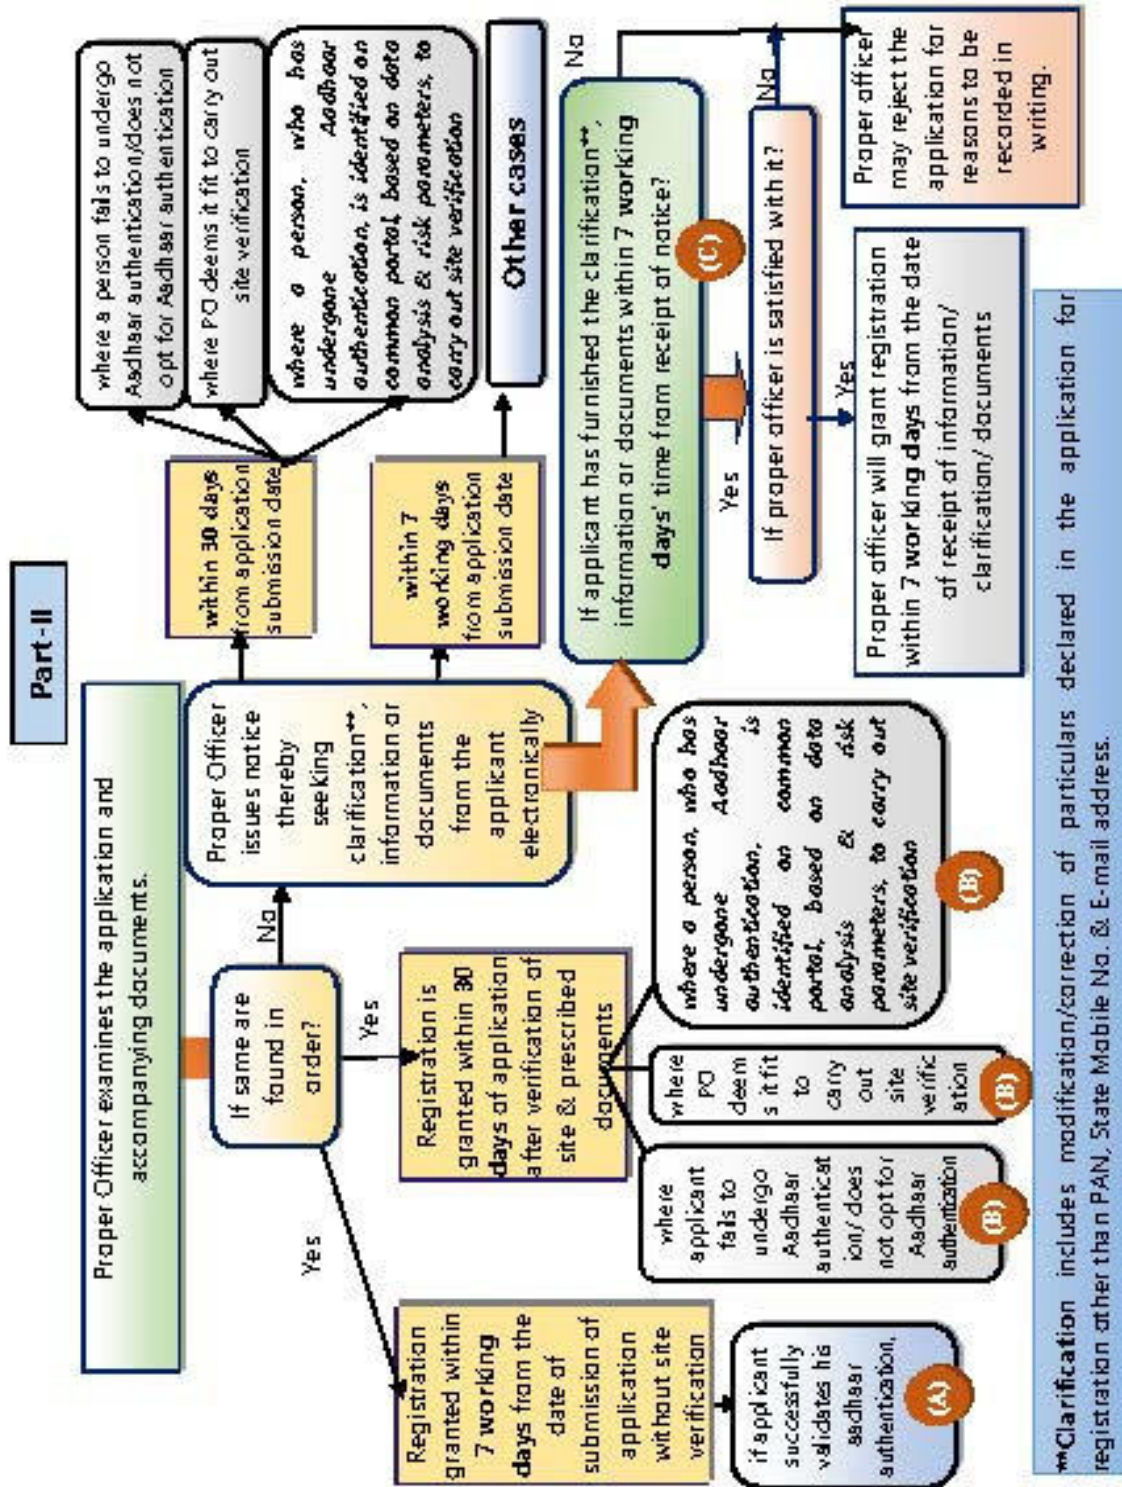 Part-II
Proper Officer examines the application and
accompanying documents.
If same are
found in
order?
No
Yes
Yes
Proper Officer
issues notice
thereby
seeking
clarification**,
information or
documents
from the
applicant
electronically
within 30 days
from application
submission date
where a person fails to undergo
Aadhaar authentication/does not
opt for Aadhaar authentication
where PO deems it fit to carry out
site verification
where a person, who has
undergone Aadhaar
authentication, is identified on
common portal, based on data
analysis & risk parameters, to
carry out site verification
within 7
working days
from application
submission date
Other cases
Registration
granted within
7 working
days from the
date of
submission of
application
without site
verification
if applicant
successfully
validates his
aadhaar
authentication.
(A)
Registration is
granted within 30
days of application
after verification of
site & prescribed
documents
where
applicant
fails to
undergo
Aadhaar
authenticat
ion/ does
not opt for
Aadhaar
authentication
(B)
where
PO
deem
s it fit
to
carry
out
site
verific
ation
(B)
where a person, who has
undergone Aadhaar
authentication, is
identified on common
portal, based on data
analysis & risk
parameters, to carry out
site verification
(B)
If applicant has furnished the clarification**,
information or documents within 7 working
days' time from receipt of notice?
(C)
No
Yes
If proper officer is satisfied with it?
No
Yes
Proper officer will grant registration
within 7 working days from the date
of receipt of information/
clarification/ documents
Proper officer
may reject the
application for
reasons to be
recorded in
writing.
**Clarification includes modification/correction of particulars declared in the application for
registration other than PAN, State Mobile No. & E-mail address.